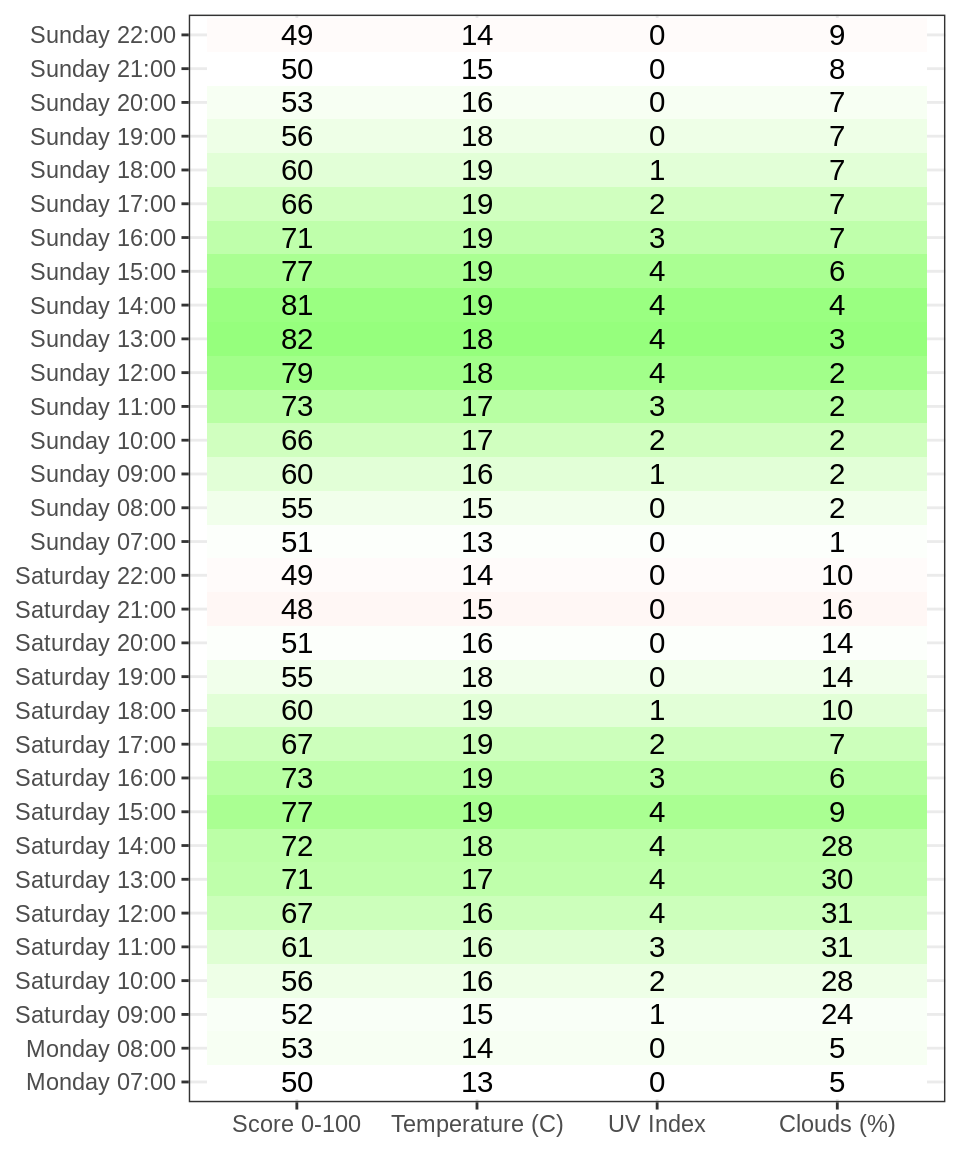 Sunday 22:00 49 14 0 9
Sunday 21:00 50 15 0 8
Sunday 20:00 53 16 0 7
Sunday 19:00 56 18 0 7
Sunday 18:00 60 19 1 7
Sunday 17:00 66 19 2 7
Sunday 16:00 71 19 3 7
Sunday 15:00 77 19 4 6
Sunday 14:00 81 19 4 4
Sunday 13:00 82 18 4 3
Sunday 12:00 79 18 4 2
Sunday 11:00 73 17 3 2
Sunday 10:00 66 17 2 2
Sunday 09:00 60 16 1 2
Sunday 08:00 55 15 0 2
Sunday 07:00 51 13 0 1
Saturday 22:00 49 14 0 10
Saturday 21:00 48 15 0 16
Saturday 20:00 51 16 0 14
Saturday 19:00 55 18 0 14
Saturday 18:00 60 19 1 10
Saturday 17:00 67 19 2 7
Saturday 16:00 73 19 3 6
Saturday 15:00 77 19 4 9
Saturday 14:00 72 18 4 28
Saturday 13:00 71 17 4 30
Saturday 12:00 67 16 4 31
Saturday 11:00 61 16 3 31
Saturday 10:00 56 16 2 28
Saturday 09:00 52 15 1 24
Monday 08:00 53 14 0 5
Monday 07:00 50 13 0 5
Score 0-100 Temperature (C) UV Index Clouds (%)